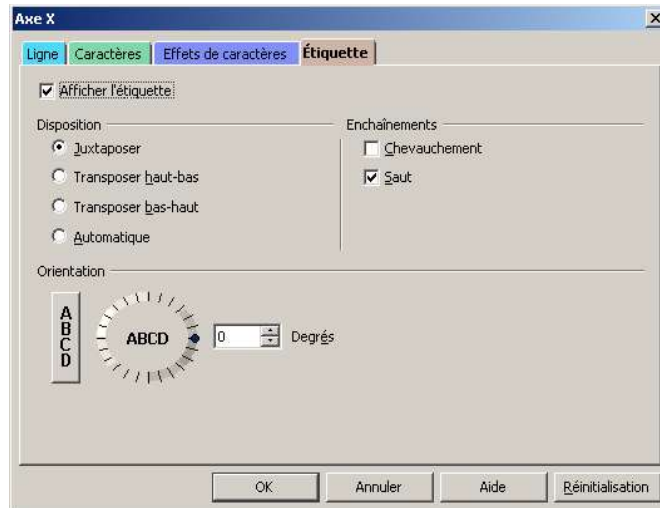 Axe X
Ligne Caractères Effets de caractères Étiquette
Afficher l'étiquette
Disposition
Enchaînements
Juxtaposer
Chevauchement
Transposer haut-bas
Saut
Transposer bas-haut
Automatique
Orientation
ABCD
ABCD
0 Degrés
OK Annuler Aide Réinitialisation